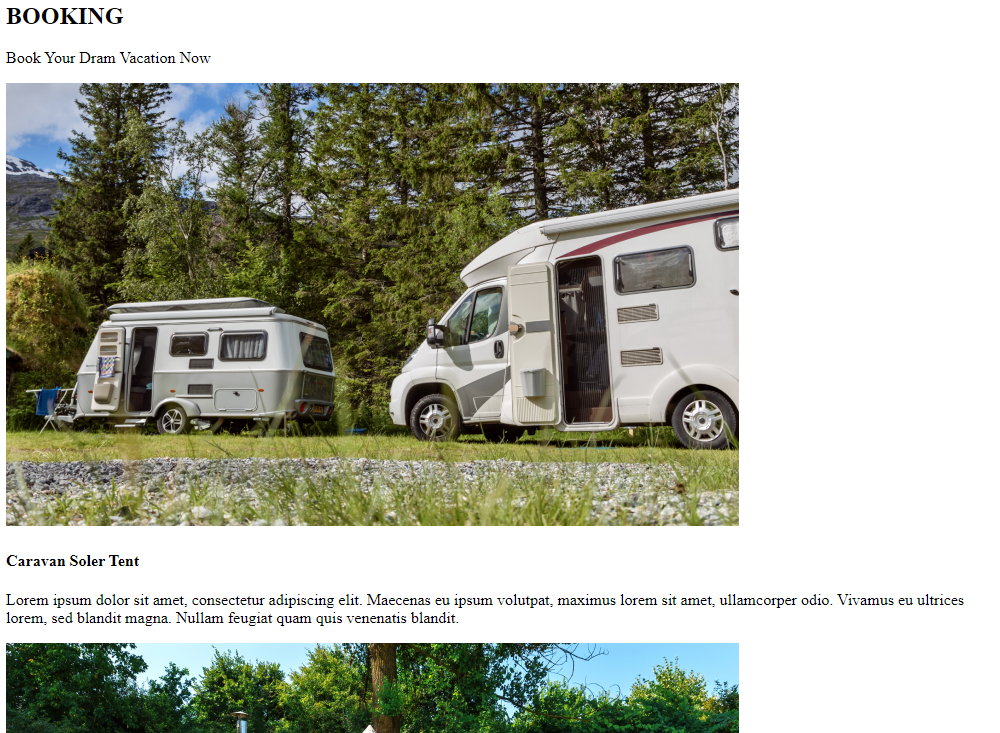 BOOKING
Book Your Dram Vacation Now
Caravan Soler Tent
Lorem ipsum dolor sit amet, consectetur adipiscing elit. Maecenas eu ipsum volutpat, maximus lorem sit amet, ullamcorper odio. Vivamus eu ultrices
lorem, sed blandit magna. Nullam feugiat quam quis venenatis blandit.